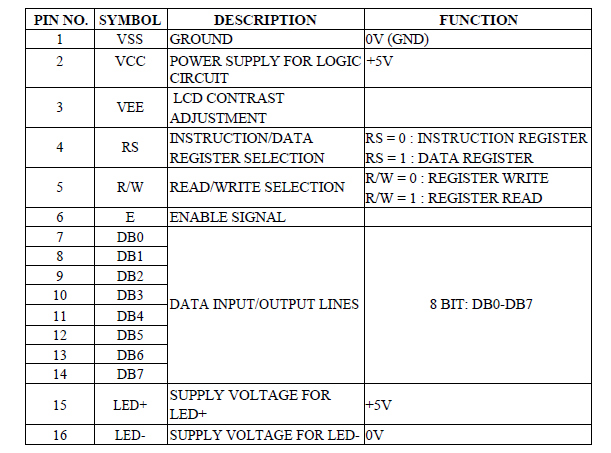 PIN NO. SYMBOL DESCRIPTION FUNCTION
1 VSS GROUND 0V (GND)
2 VCC POWER SUPPLY FOR LOGIC +5V
CIRCUIT
3 VEE LCD CONTRAST
ADJUSTMENT
4 RS INSTRUCTION/DATA RS = 0 : INSTRUCTION REGISTER
REGISTER SELECTION RS = 1 : DATA REGISTER
5 R/W READ/WRITE SELECTION R/W = 0 : REGISTER WRITE
R/W = 1 : REGISTER READ
6 E ENABLE SIGNAL
7 DB0
8 DB1
9 DB2
10 DB3
DATA INPUT/OUTPUT LINES 8 BIT: DB0-DB7
11 DB4
12 DB5
13 DB6
14 DB7
15 LED+ SUPPLY VOLTAGE FOR +5V
LED+
16 LED- SUPPLY VOLTAGE FOR LED- 0V